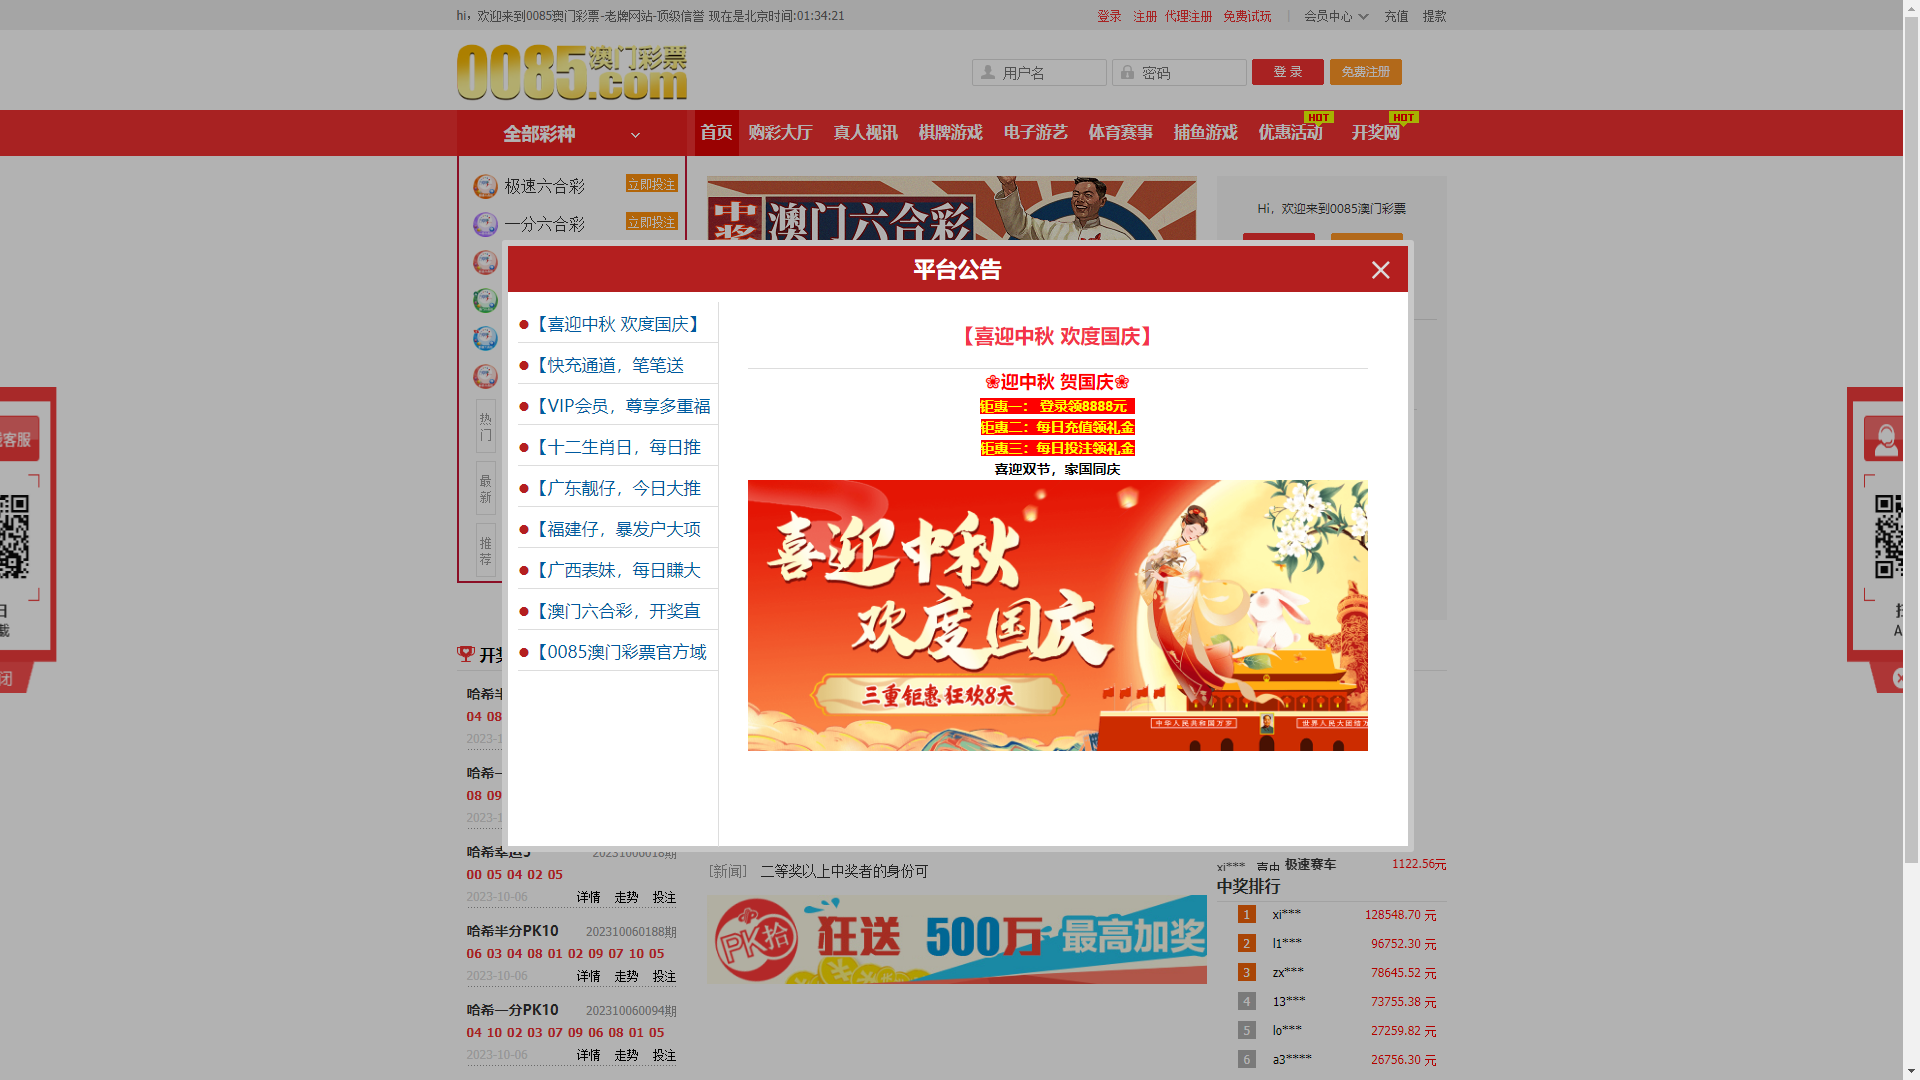 hi，欢迎来到0085澳门彩票-老牌网站-顶级信誉 现在是北京时间:01:34:21
登录 注册 代理注册 免费试玩 会员中心 充值 提款
0085.com 澳门彩票
用户名 密码 登 录 免费注册
全部彩种 首页 购彩大厅 真人视讯 棋牌游戏 电子游艺 体育赛事 捕鱼游戏 优惠活动 HOT 开奖网 HOT
极速六合彩 立即投注
一分六合彩 立即投注
中奖 澳门六合彩
Hi，欢迎来到0085澳门彩票
平台公告
【喜迎中秋 欢度国庆】
【快充通道，笔笔送
【VIP会员，尊享多重福
【十二生肖日，每日推
【广东靓仔，今日大推
【福建仔，暴发户大项
【广西表妹，每日賺大
【澳门六合彩，开奖直
【0085澳门彩票官方域
【喜迎中秋 欢度国庆】
❀迎中秋 贺国庆❀
钜惠一： 登录领8888元
钜惠二：每日充值领礼金
钜惠三：每日投注领礼金
喜迎双节，家国同庆
喜迎中秋
欢度国庆
三重钜惠 狂欢8天
中华人民共和国万岁
热门
最新
推荐
客服
哈希
04 08
哈希一
08 09
202310060018期
00 05 04 02 05
2023-10-06 详情 走势 投注
哈希半分PK10 202310060188期
06 03 04 08 01 02 09 07 10 05
2023-10-06 详情 走势 投注
哈希一分PK10 202310060094期
04 10 02 03 07 09 06 08 01 05
2023-10-06 详情 走势 投注
[新闻] 二等奖以上中奖者的身份可
PK拾 狂送 500万 最高加奖
xi*** 喜中 极速赛车 1122.56元
中奖排行
1 xi*** 128548.70 元
2 l1*** 96752.30 元
3 zx*** 78645.52 元
4 13*** 73755.38 元
5 lo*** 27259.82 元
6 a3**** 26756.30 元